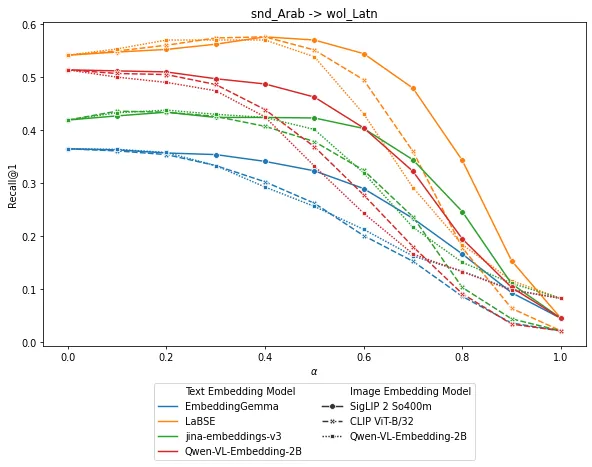 snd_Arab -> wol_Latn
Recall@1
0.6
0.5
0.4
0.3
0.2
0.1
0.0
0.0 0.2 0.4 0.6 0.8 1.0
α
Text Embedding Model Image Embedding Model
EmbeddingGemma SigLIP 2 So400m
LaBSE CLIP ViT-B/32
jina-embeddings-v3 Qwen-VL-Embedding-2B
Qwen-VL-Embedding-2B